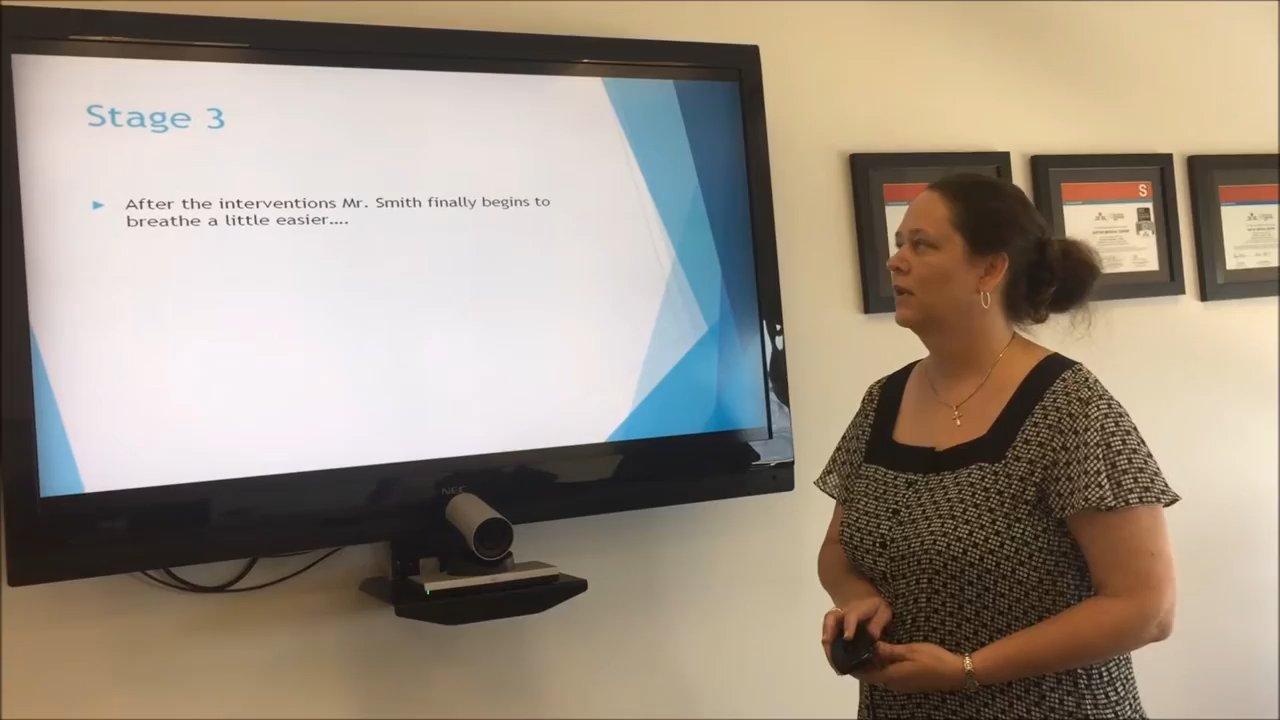 Stage 3
After the interventions Mr. Smith finally begins to
breathe a little easier....
NEC
S